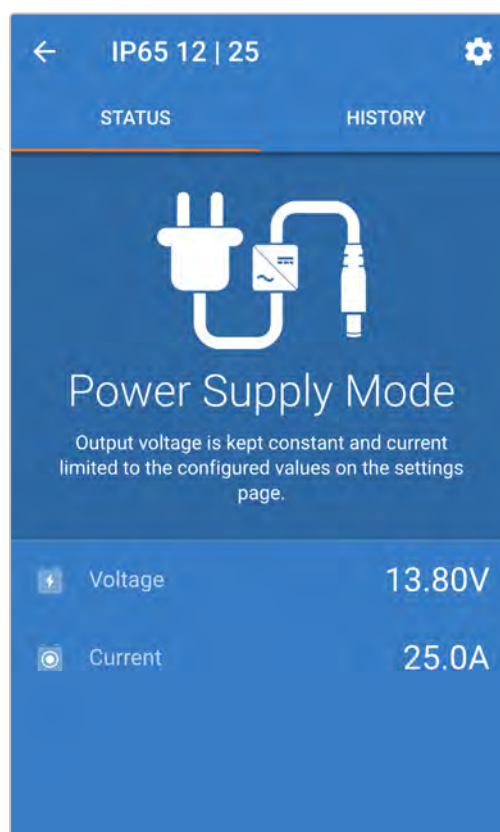 IP65 12 | 25
STATUS
HISTORY
Power Supply Mode
Output voltage is kept constant and current
limited to the configured values on the settings
page.
Voltage
13.80V
Current
25.0A